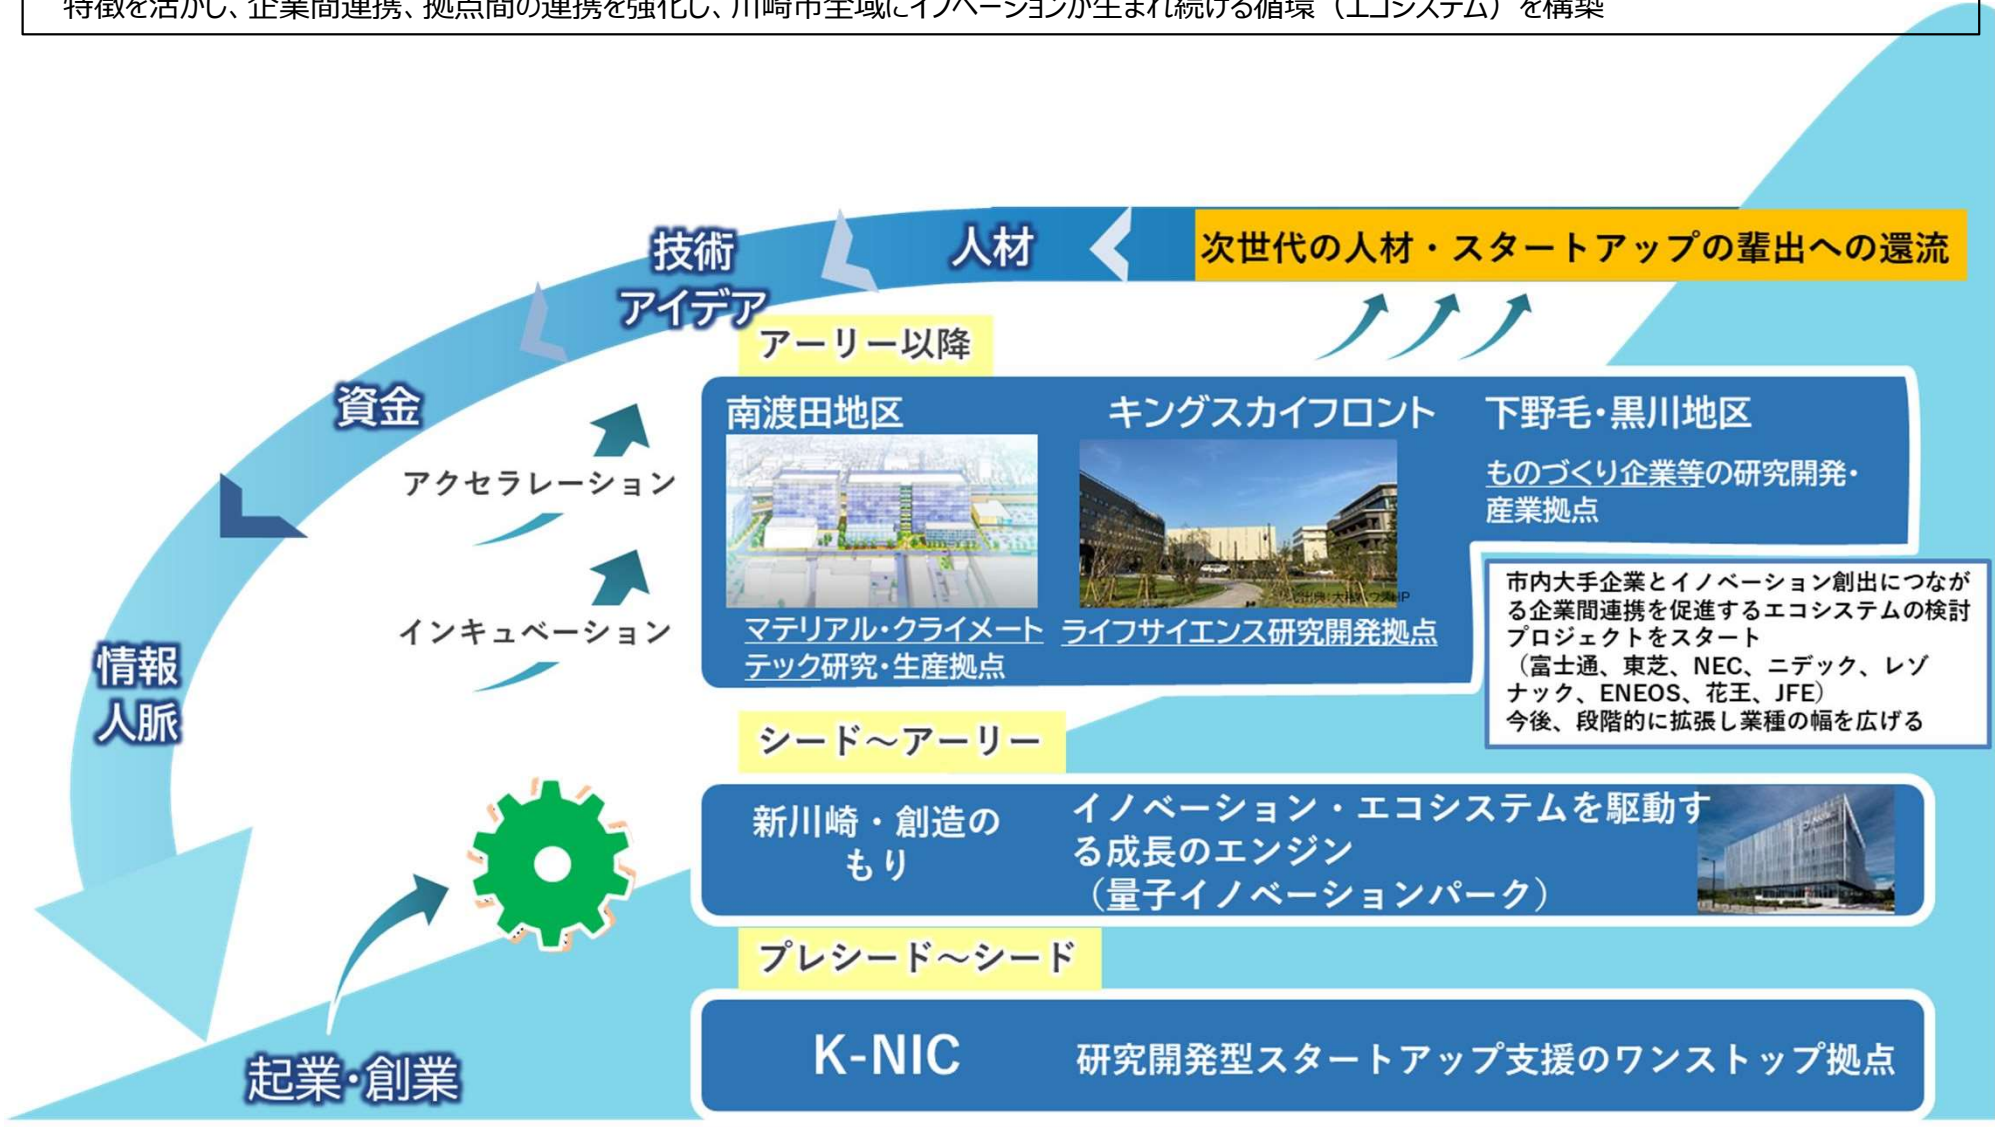 特徴を活かし、企業間連携、拠点間の連携を強化し、川崎市全域にイノベーションが生まれ続ける循環（エコシステム）を構築
次世代の人材・スタートアップの輩出への還流
人材
技術
アイデア
資金
情報
人脈
アーリー以降
アクセラレーション
インキュベーション
南渡田地区
マテリアル・クライメート
テック研究・生産拠点
キングスカイフロント
ライフサイエンス研究開発拠点
下野毛・黒川地区
ものづくり企業等の研究開発・
産業拠点
市内大手企業とイノベーション創出につなが
る企業間連携を促進するエコシステムの検討
プロジェクトをスタート
（富士通、東芝、NEC、ニデック、レゾ
ナック、ENEOS、花王、JFE）
今後、段階的に拡張し業種の幅を広げる
シード～アーリー
新川崎・創造の
もり
イノベーション・エコシステムを駆動す
る成長のエンジン
（量子イノベーションパーク）
プレシード～シード
K-NIC
研究開発型スタートアップ支援のワンストップ拠点
起業・創業